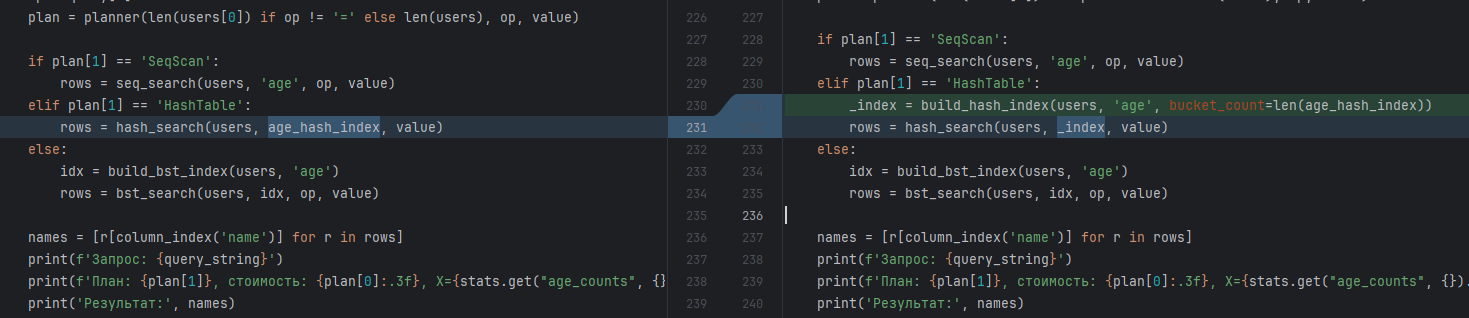 plan = planner(len(users[0]) if op != '=' else len(users), op, value)
if plan[1] == 'SeqScan':
rows = seq_search(users, 'age', op, value)
elif plan[1] == 'HashTable':
rows = hash_search(users, age_hash_index, value)
else:
idx = build_bst_index(users, 'age')
rows = bst_search(users, idx, op, value)
names = [r[column_index('name')] for r in rows]
print(f'Запрос: {query_string}')
print(f'План: {plan[1]}, стоимость: {plan[0]:.3f}, X={stats.get("age_counts", {}
print('Результат:', names)
226 227
227 228
228 229
229 230
230
231 232
232 233
233 234
234 235
235 236
236 237
237 238
238 239
239 240
if plan[1] == 'SeqScan':
rows = seq_search(users, 'age', op, value)
elif plan[1] == 'HashTable':
_index = build_hash_index(users, 'age', bucket_count=len(age_hash_index))
rows = hash_search(users, _index, value)
else:
idx = build_bst_index(users, 'age')
rows = bst_search(users, idx, op, value)
names = [r[column_index('name')] for r in rows]
print(f'Запрос: {query_string}')
print(f'План: {plan[1]}, стоимость: {plan[0]:.3f}, X={stats.get("age_counts", {}).
print('Результат:', names)